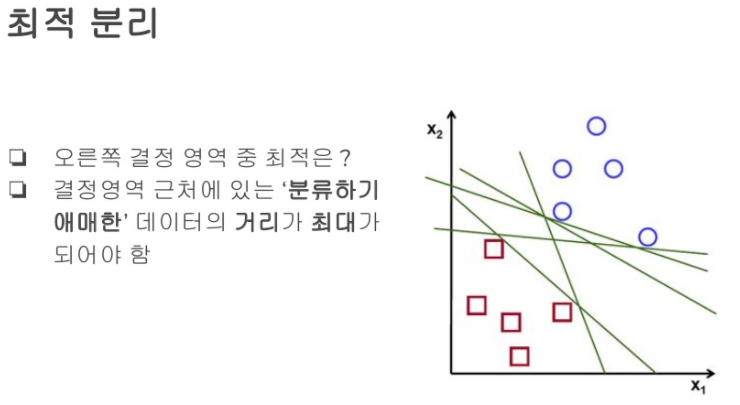 최적 분리
❏ 오른쪽 결정 영역 중 최적은 ?
❏ 결정영역 근처에 있는 ‘분류하기
애매한’ 데이터의 거리가 최대가
되어야 함
x₂
x₁